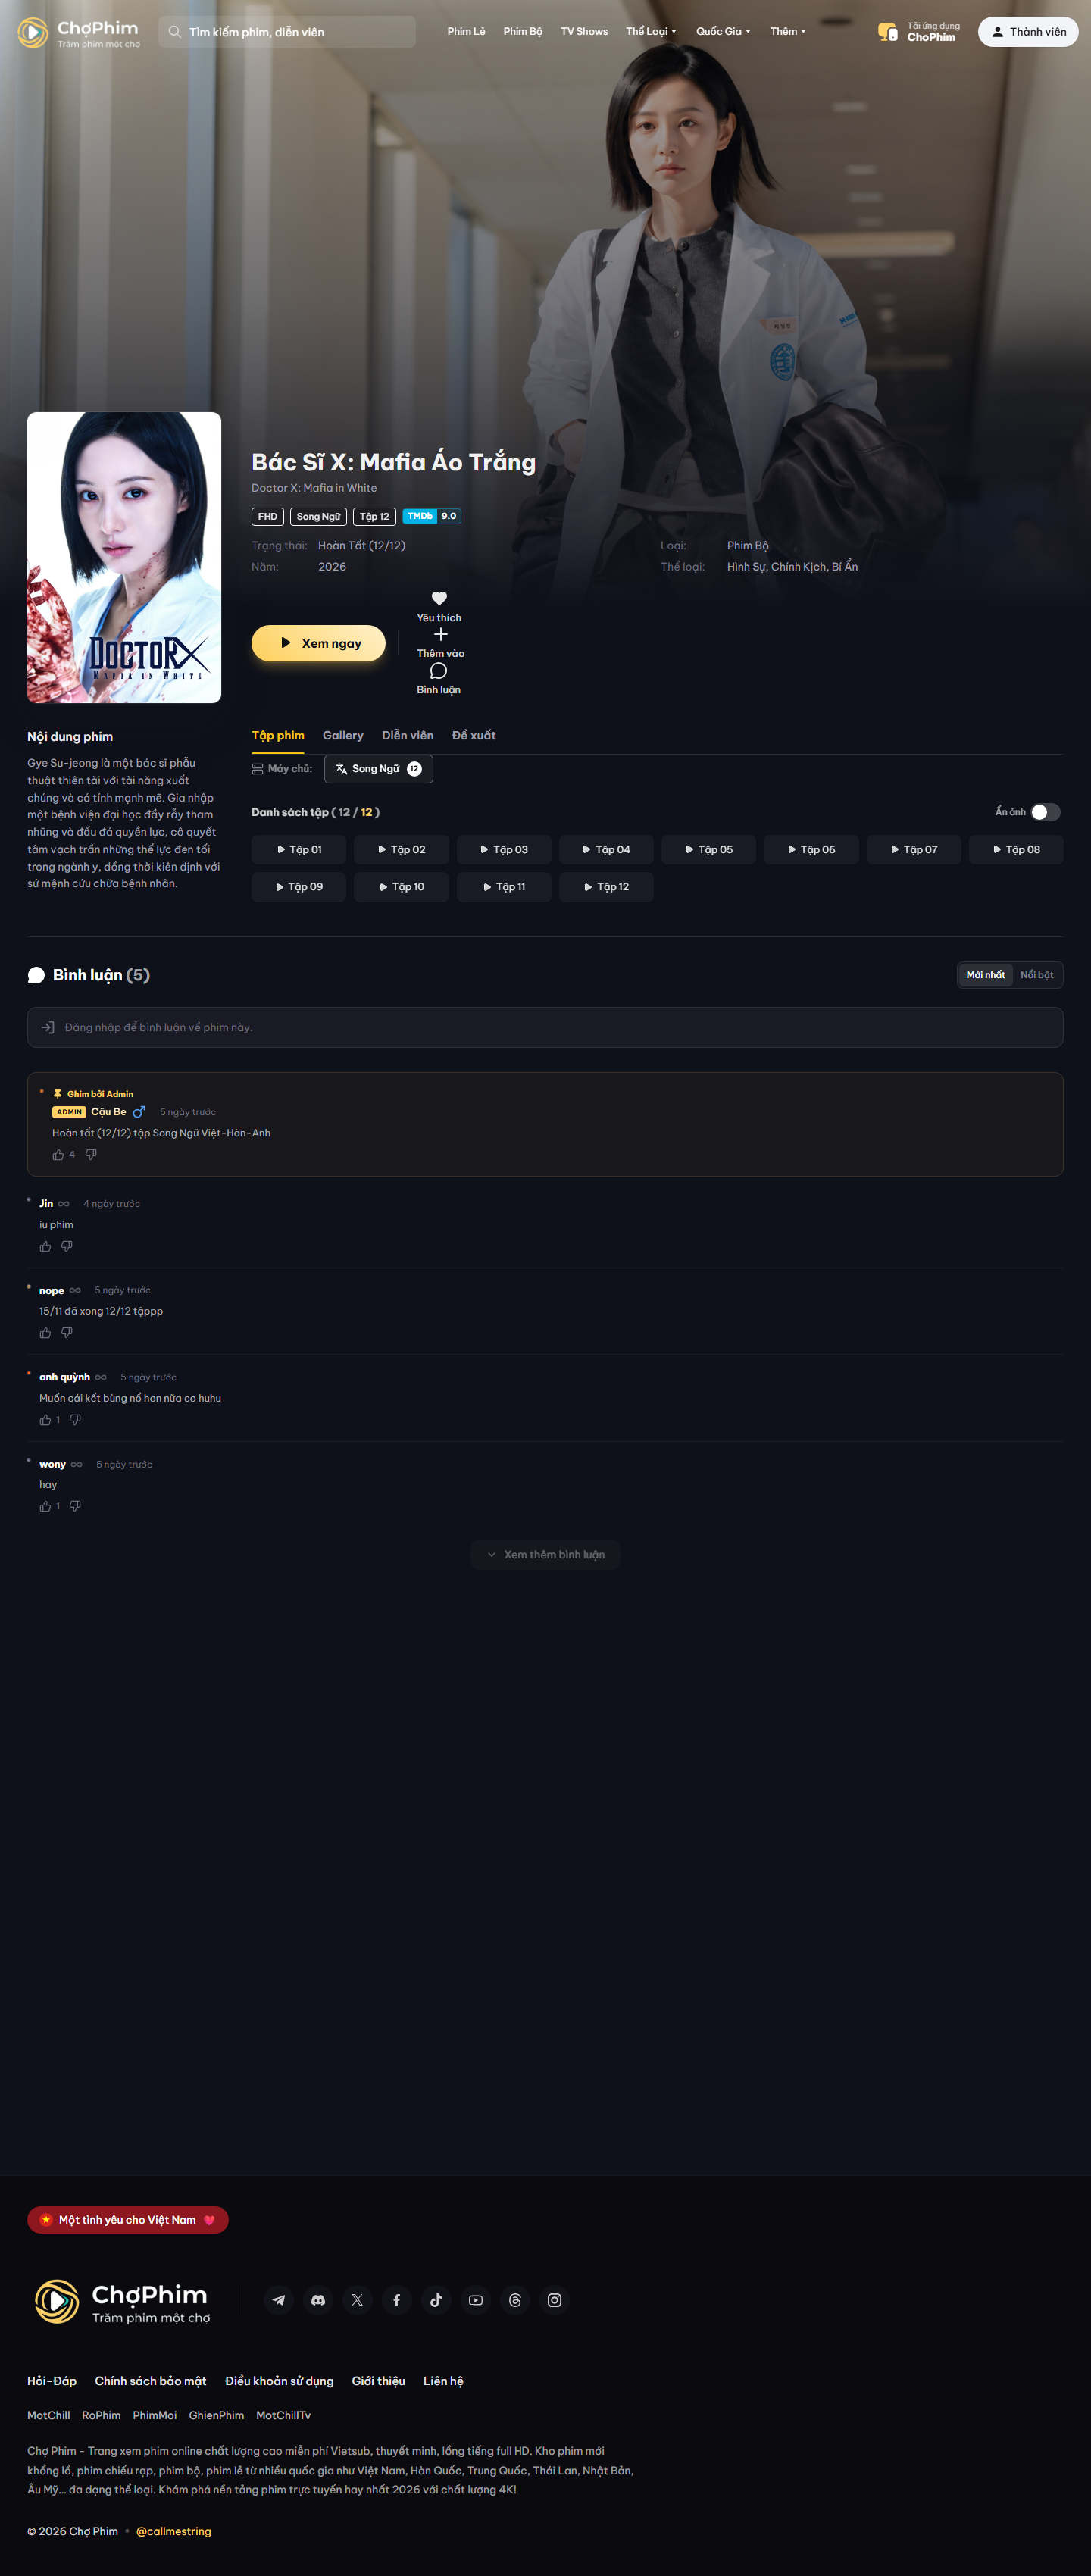 ChợPhim
Trăm phim một chợ
Tìm kiếm phim, diễn viên
Phim Lẻ
Phim Bộ
TV Shows
Thể Loại
Quốc Gia
Thêm
Tải ứng dụng
ChoPhim
Thành viên
DOCTOR X
MAFIA IN WHITE
Bác Sĩ X: Mafia Áo Trắng
Doctor X: Mafia in White
FHD
Song Ngữ
Tập 12
TMDb 9.0
Trạng thái: Hoàn Tất (12/12)
Loại: Phim Bộ
Năm: 2026
Thể loại: Hình Sự, Chính Kịch, Bí Ẩn
Xem ngay
Yêu thích
Thêm vào
Bình luận
Nội dung phim
Gye Su-jeong là một bác sĩ phẫu
thuật thiên tài với tài năng xuất
chúng và cá tính mạnh mẽ. Gia nhập
một bệnh viện đại học đầy rẫy tham
nhũng và đấu đá quyền lực, cô quyết
tâm vạch trần những thế lực đen tối
trong ngành y, đồng thời kiên định với
sứ mệnh cứu chữa bệnh nhân.
Tập phim
Gallery
Diễn viên
Đề xuất
Máy chủ:
Song Ngữ 12
Danh sách tập ( 12 / 12 )
Ẩn ảnh
Tập 01
Tập 02
Tập 03
Tập 04
Tập 05
Tập 06
Tập 07
Tập 08
Tập 09
Tập 10
Tập 11
Tập 12
Bình luận (5)
Mới nhất
Nổi bật
Đăng nhập để bình luận về phim này.
Ghim bởi Admin
ADMIN Cậu Be 5 ngày trước
Hoàn tất (12/12) tập Song Ngữ Việt-Hàn-Anh
4
Jin 4 ngày trước
iu phim
nope 5 ngày trước
15/11 đã xong 12/12 tậppp
anh quỳnh 5 ngày trước
Muốn cái kết bùng nổ hơn nữa cơ huhu
1
wony 5 ngày trước
hay
1
Xem thêm bình luận
Một tình yêu cho Việt Nam
ChợPhim
Trăm phim một chợ
Hỏi-Đáp
Chính sách bảo mật
Điều khoản sử dụng
Giới thiệu
Liên hệ
MotChill
RoPhim
PhimMoi
GhienPhim
MotChillTv
Chợ Phim - Trang xem phim online chất lượng cao miễn phí Vietsub, thuyết minh, lồng tiếng full HD. Kho phim mới
khổng lồ, phim chiếu rạp, phim bộ, phim lẻ từ nhiều quốc gia như Việt Nam, Hàn Quốc, Trung Quốc, Thái Lan, Nhật Bản,
Âu Mỹ... đa dạng thể loại. Khám phá nền tảng phim trực tuyến hay nhất 2026 với chất lượng 4K!
© 2026 Chợ Phim • @callmestring